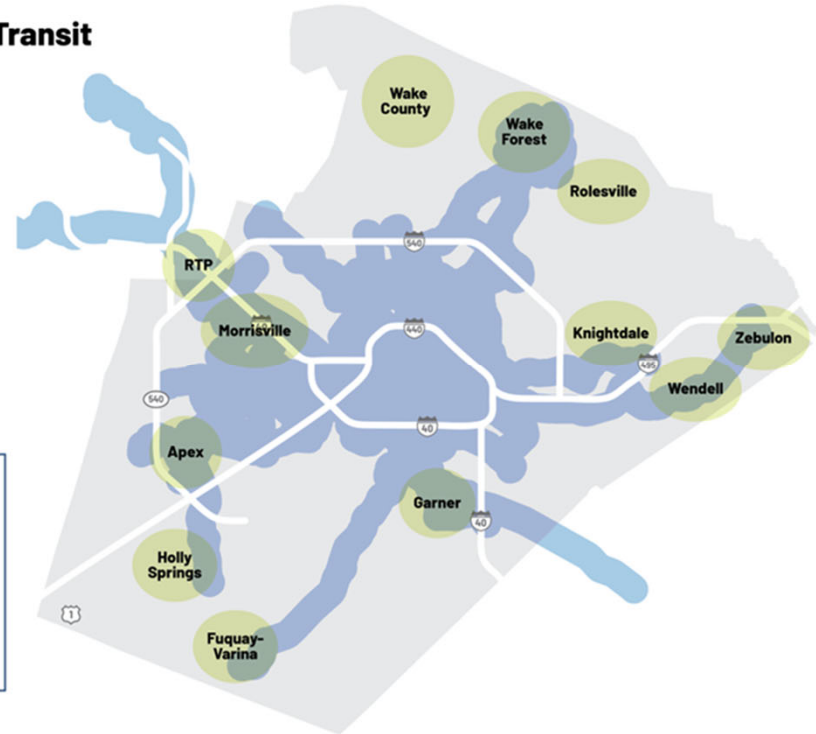 Transit
Wake
County
Wake
Forest
Rolesville
540
RTP
Morrisville
440
Knightdale
Zebulon
495
Wendell
540
40
Apex
Garner
40
Holly
Springs
1
Fuquay-
Varina